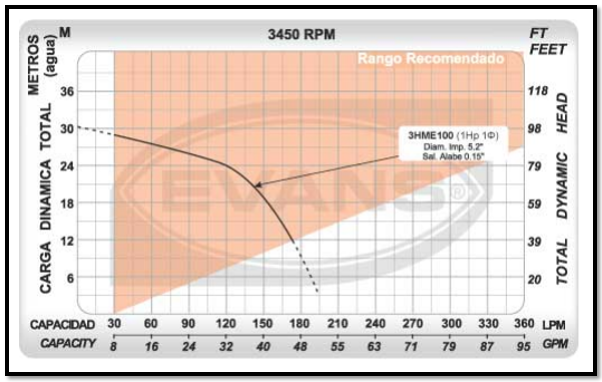 M 3450 RPM FT
FEET
METROS
(agua)
Rango Recomendado
CARGA DINAMICA TOTAL
36
30
24
18
12
6
118
98
79
59
39
20
TOTAL DYNAMIC HEAD
3HME100 (1Hp 1Φ)
Diam. Imp. 5.2"
Sal. Alabe 0.15"
EVANS®
CAPACIDAD 30 60 90 120 150 180 210 240 270 300 330 360 LPM
CAPACITY 8 16 24 32 40 48 55 63 71 79 87 95 GPM